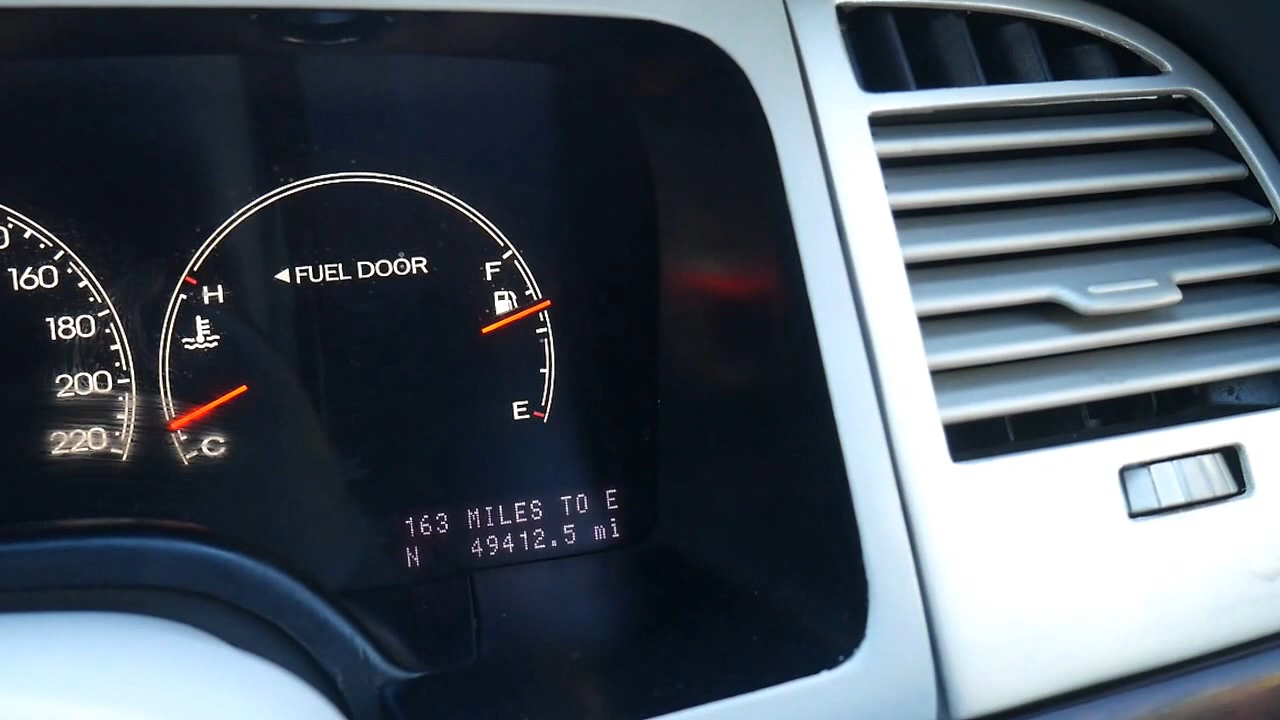 160
180
200
220
◄FUEL DOOR
H
C
F
E
163 MILES TO E
N 49412.5 mi